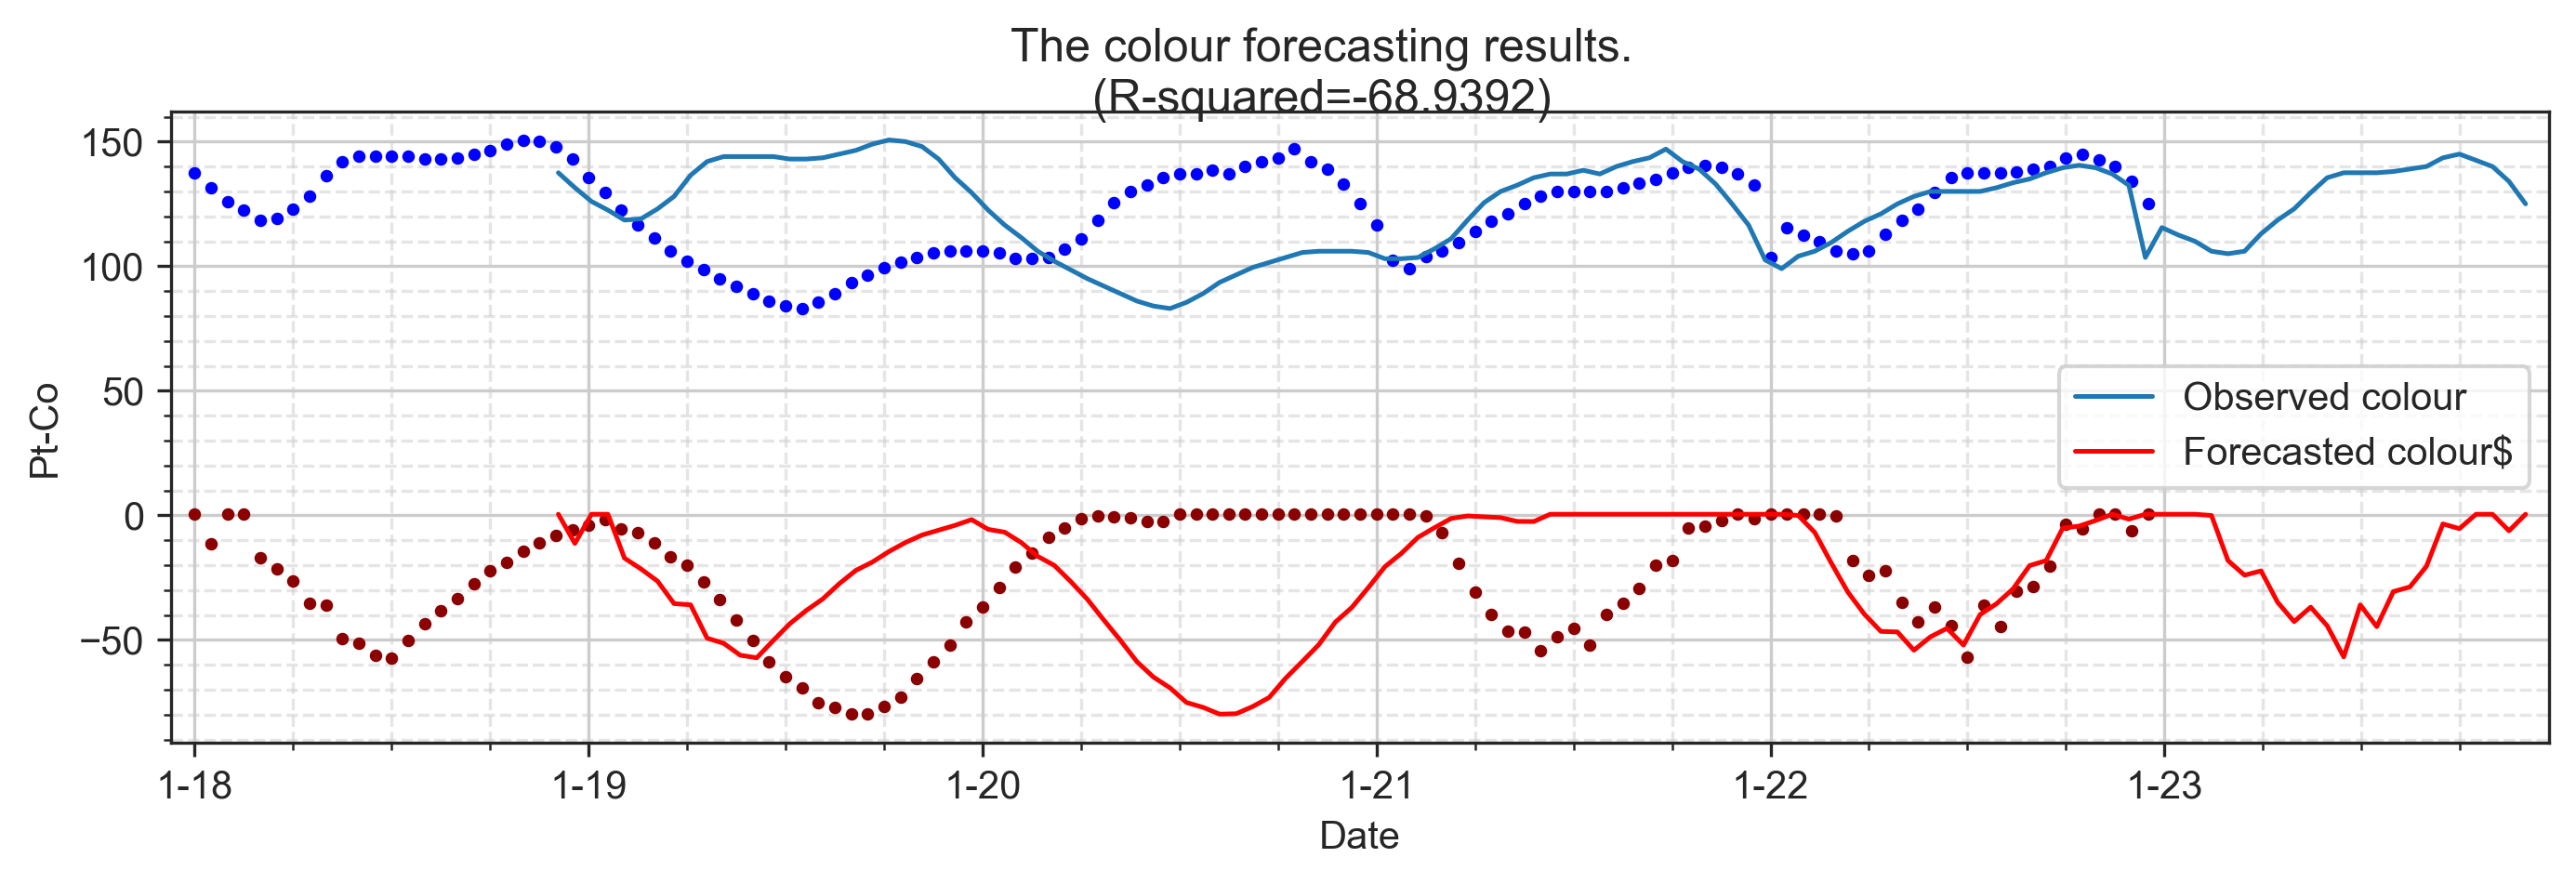 The colour forecasting results.
(R-squared=-68.9392)
150
100
50
0
−50
Pt-Co
Observed colour
Forecasted colour$
1-18
1-19
1-20
1-21
1-22
1-23
Date